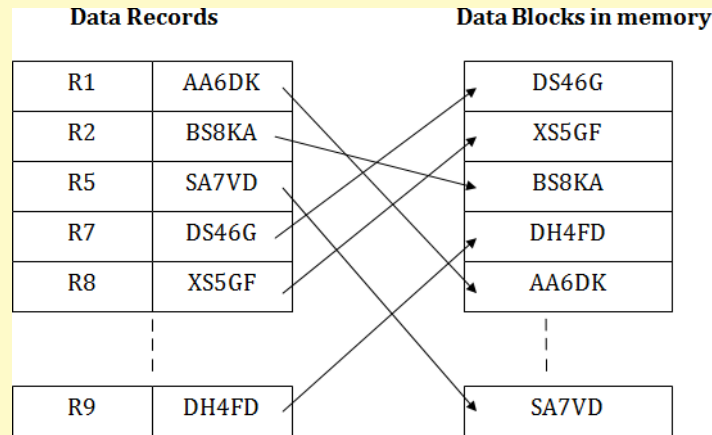 Data Records Data Blocks in memory
R1 AA6DK DS46G
R2 BS8KA XS5GF
R5 SA7VD BS8KA
R7 DS46G DH4FD
R8 XS5GF AA6DK
R9 DH4FD SA7VD